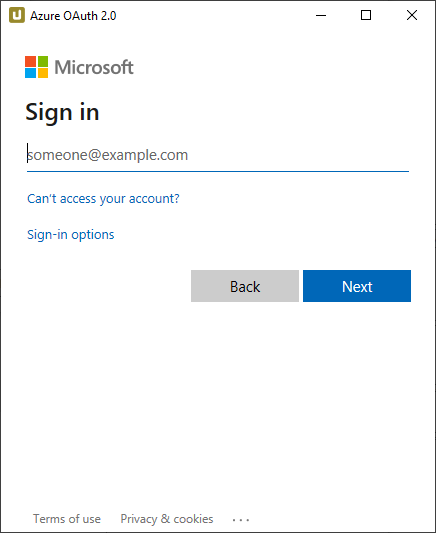 Azure OAuth 2.0
Microsoft
Sign in
someone@example.com
Can't access your account?
Sign-in options
Back Next
Terms of use Privacy & cookies ...